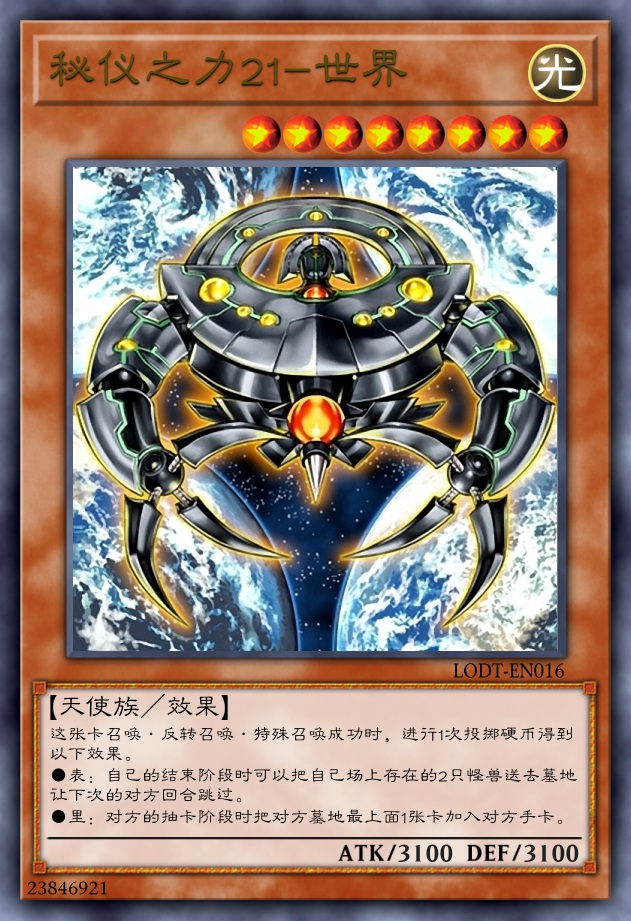 秘仪之力21-世界
光
LODT-EN016
【天使族／效果】
这张卡召唤·反转召唤·特殊召唤成功时，进行1次投掷硬币得到
以下效果。
●表：自己的结束阶段时可以把自己场上存在的2只怪兽送去墓地
让下次的对方回合跳过。
●里：对方的抽卡阶段时把对方墓地最上面1张卡加入对方手卡。
ATK/3100 DEF/3100
23846921